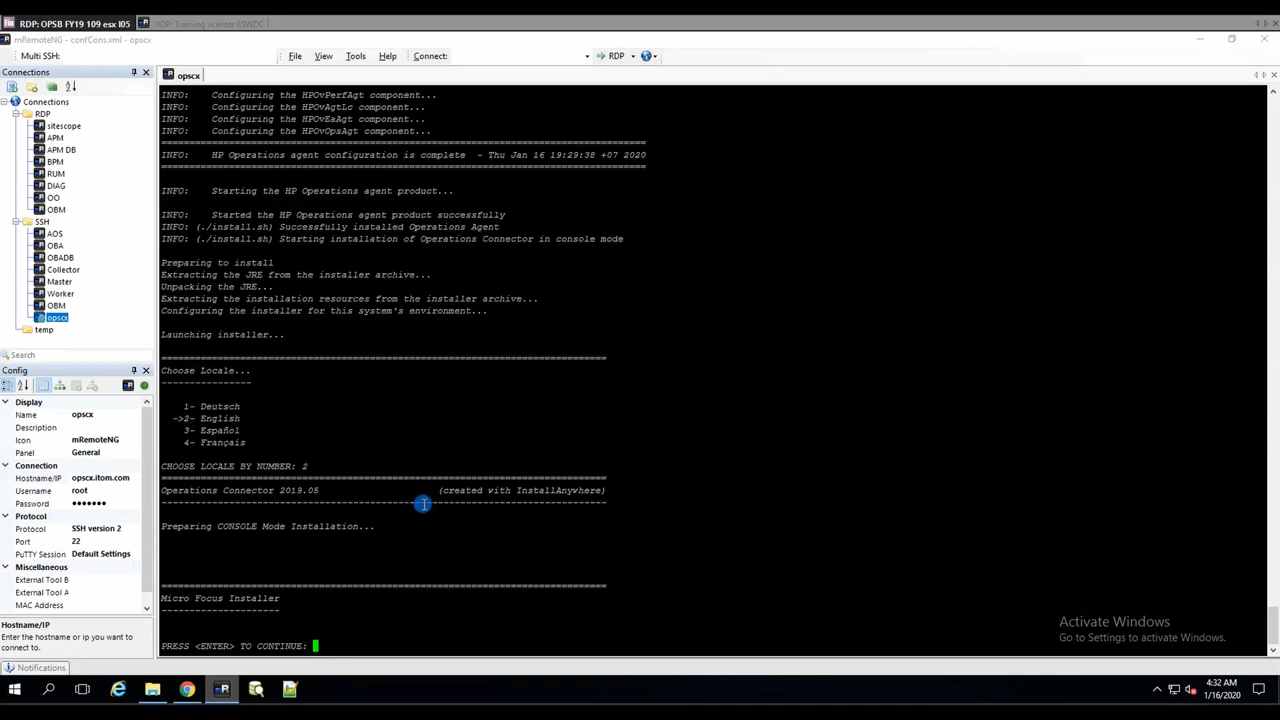 RDP: OPSB FY19 109 esx I05
mRemoteNG - confCons.xml - opscx
Multi SSH:
File View Tools Help Connect: RDP
Connections
opscx
Connections
RDP
sitescope
APM
APM DB
BPM
RUM
DIAG
OO
OBM
SSH
AOS
OBA
OBADB
Collector
Master
Worker
OBM
opscx
temp
Search
Config
Display
Name opscx
Description
Icon mRemoteNG
Panel General
Connection
Hostname/IP opscx.itom.com
Username root
Password •••••••
Protocol
Protocol SSH version 2
Port 22
PuTTY Session Default Settings
Miscellaneous
External Tool B
External Tool A
MAC Address
Hostname/IP
Enter the hostname or ip you want to
connect to.
Notifications
INFO: Configuring the HPOvPerfAgt component...
INFO: Configuring the HPOvAgtLc component...
INFO: Configuring the HPOvEaAgt component...
INFO: Configuring the HPOvOpsAgt component...
===========================================================================
INFO: HP Operations agent configuration is complete - Thu Jan 16 19:29:38 +07 2020
===========================================================================
INFO: Starting the HP Operations agent product...
INFO: Started the HP Operations agent product successfully
INFO: (./install.sh) Successfully installed Operations Agent
INFO: (./install.sh) Starting installation of Operations Connector in console mode
Preparing to install
Extracting the JRE from the installer archive...
Unpacking the JRE...
Extracting the installation resources from the installer archive...
Configuring the installer for this system's environment...
Launching installer...
===========================================================================
Choose Locale...
----------------
1- Deutsch
->2- English
3- Español
4- Français
CHOOSE LOCALE BY NUMBER: 2
===========================================================================
Operations Connector 2019.05 (created with InstallAnywhere)
---------------------------------------------------------------------------
Preparing CONSOLE Mode Installation...
===========================================================================
Micro Focus Installer
---------------------
PRESS <ENTER> TO CONTINUE:
Activate Windows
Go to Settings to activate Windows.
4:32 AM
1/16/2020